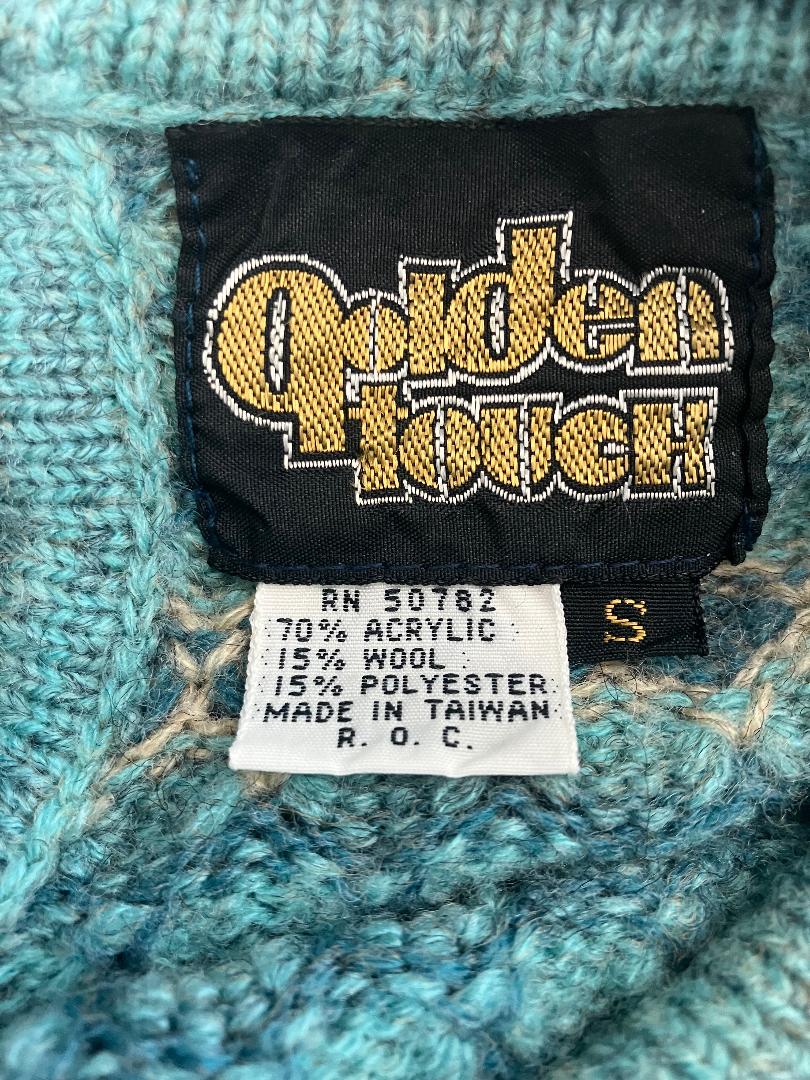 Golden
touch
RN 50782
70% ACRYLIC
15% WOOL
15% POLYESTER
MADE IN TAIWAN
R. O. C.
S